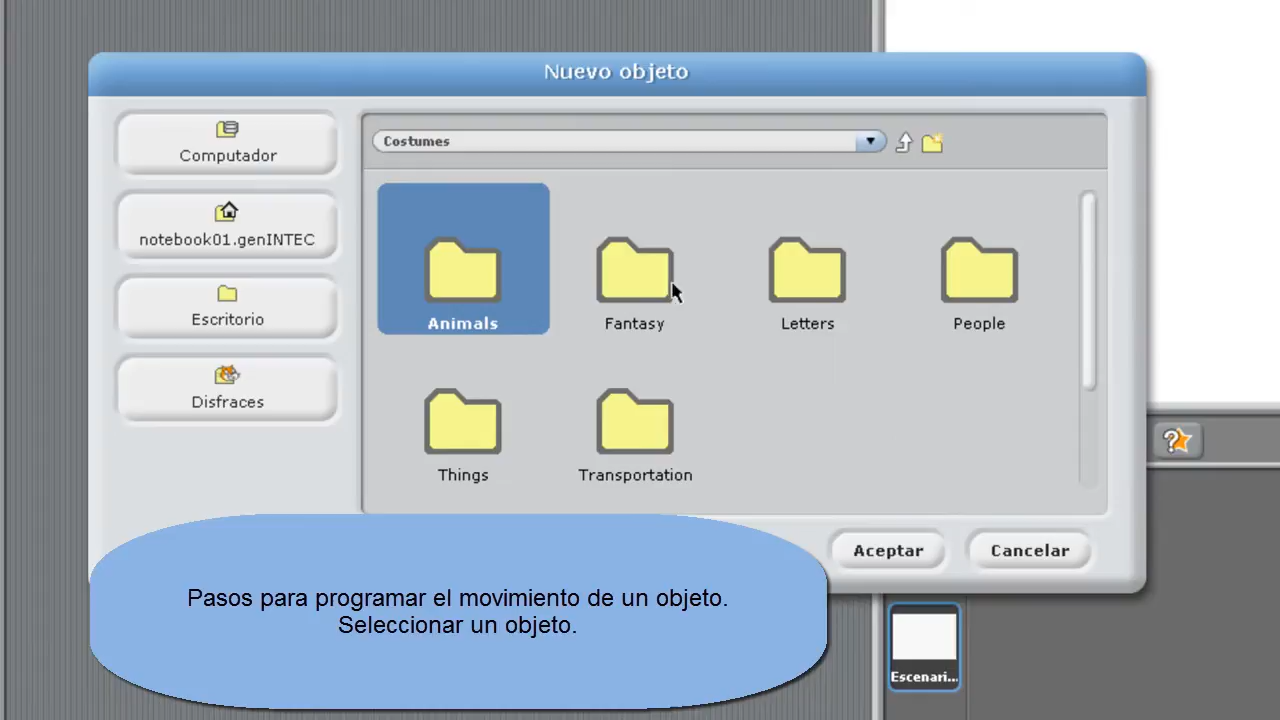 Nuevo objeto
Computador
notebook01.genINTEC
Escritorio
Disfraces
Costumes
Animals
Fantasy
Letters
People
Things
Transportation
Aceptar
Cancelar
Pasos para programar el movimiento de un objeto.
Seleccionar un objeto.
Escenari...